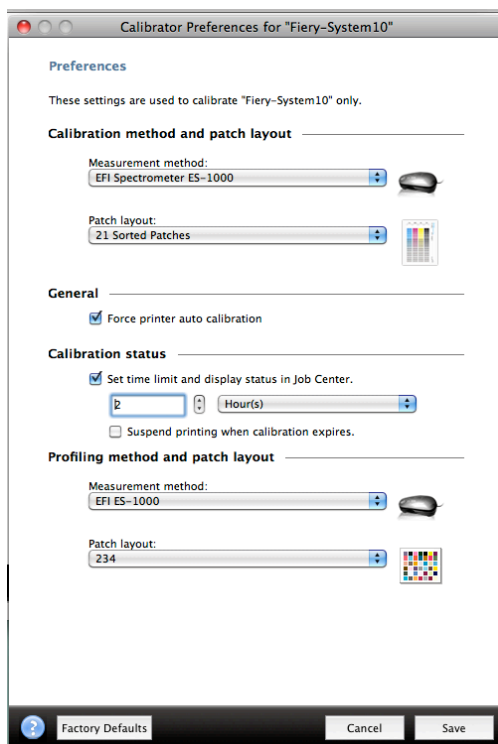 Calibrator Preferences for "Fiery-System10"
Preferences
These settings are used to calibrate "Fiery-System10" only.
Calibration method and patch layout
Measurement method:
EFI Spectrometer ES-1000
Patch layout:
21 Sorted Patches
General
Force printer auto calibration
Calibration status
Set time limit and display status in Job Center.
2 Hour(s)
Suspend printing when calibration expires.
Profiling method and patch layout
Measurement method:
EFI ES-1000
Patch layout:
234
? Factory Defaults Cancel Save